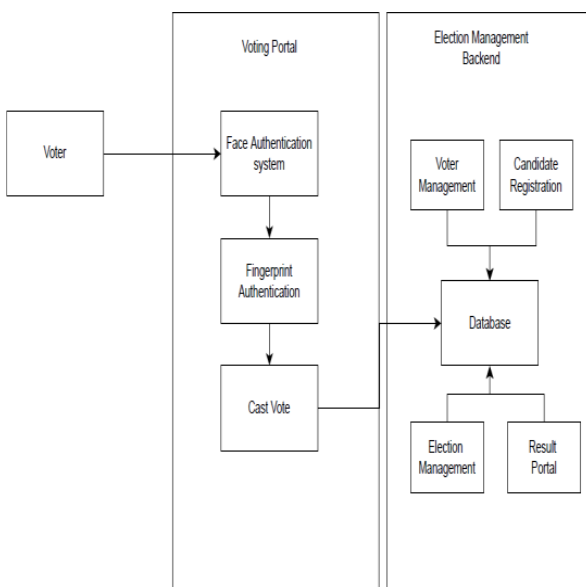 Voting Portal
Election Management
Backend
Voter
Face Authentication
system
Voter
Management
Candidate
Registration
Fingerprint
Authentication
Database
Cast Vote
Election
Management
Result
Portal